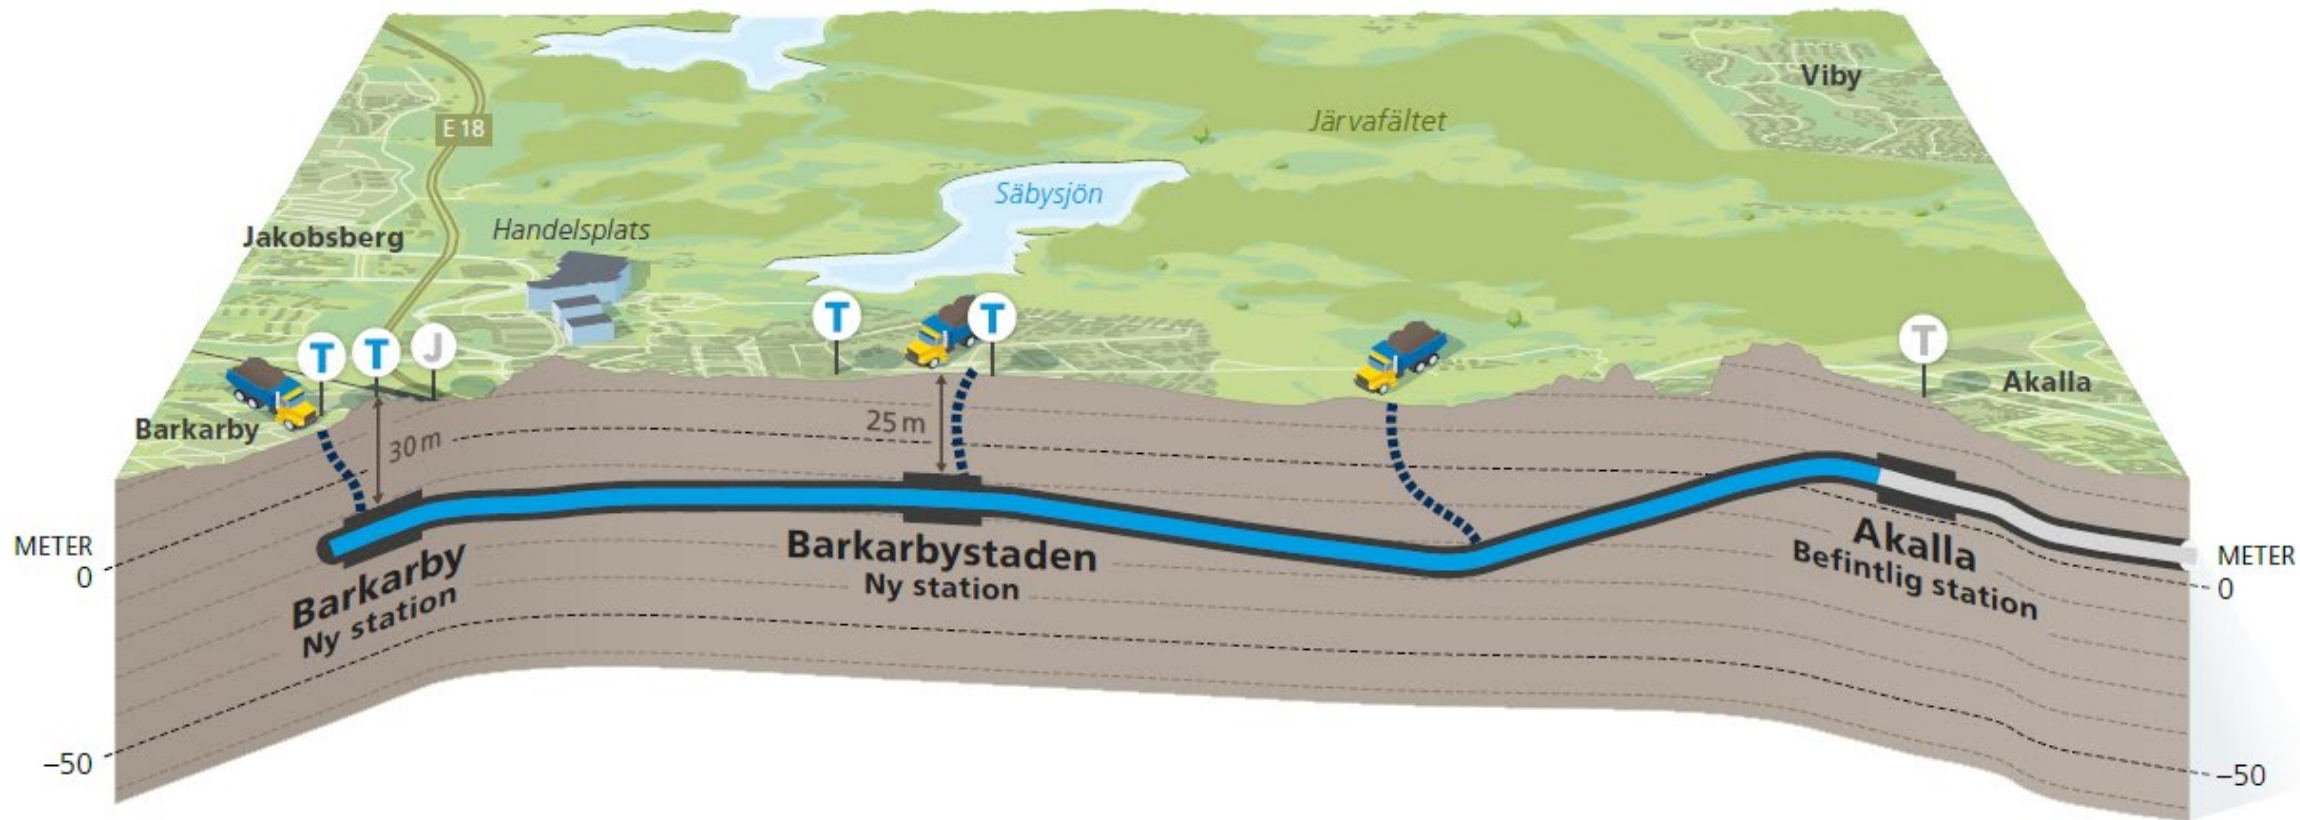 Viby
E 18
Järvafältet
Säbysjön
Jakobsberg
Handelsplats
T
T
T
T
J
T
Akalla
Barkarby
25 m
30 m
METER
0
Barkarby
Ny station
Barkarbystaden
Ny station
Akalla
Befintlig station
METER
0
–50
–50